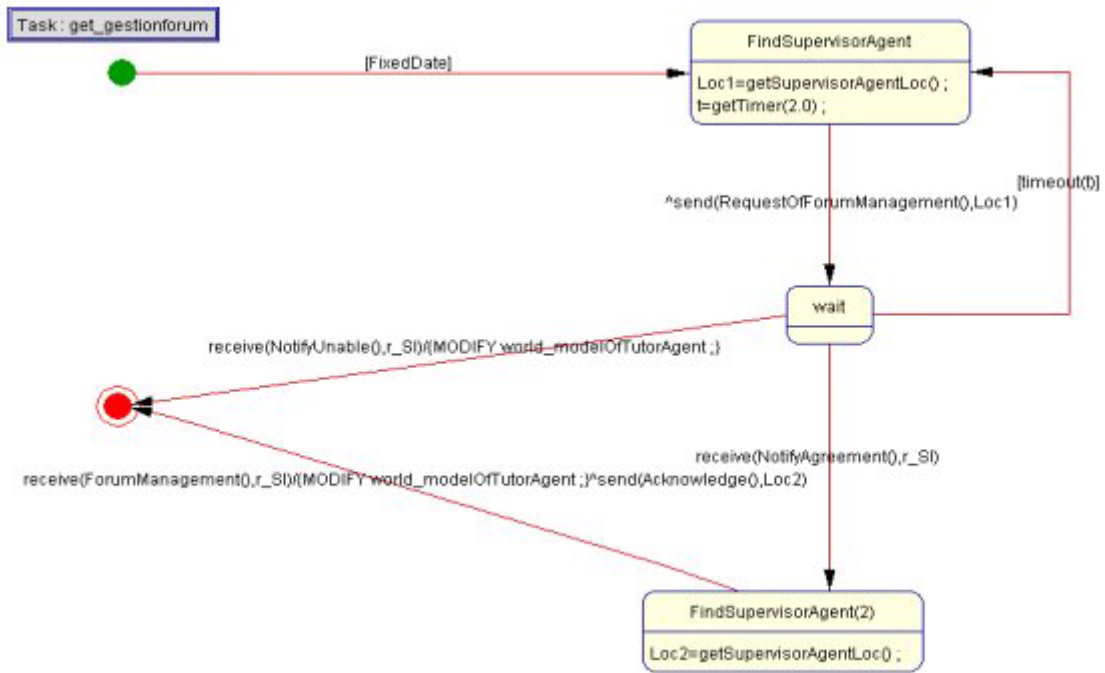 Task : get_gestionforum
FindSupervisorAgent
[FixedDate]
Loc1=getSupervisorAgentLoc() ;
t=getTimer(2.0) ;
[timeout(t)]
^send(RequestOfForumManagement(),Loc1)
wait
receive(NotifyUnable(),r_SI)/{MODIFY world_modelOfTutorAgent ;}
receive(NotifyAgreement(),r_SI)
receive(ForumManagement(),r_SI)/{MODIFY world_modelOfTutorAgent ;}^send(Acknowledge(),Loc2)
FindSupervisorAgent(2)
Loc2=getSupervisorAgentLoc() ;